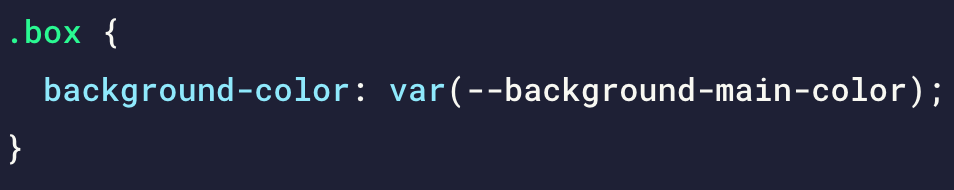 .box {
  background-color: var(--background-main-color);
}